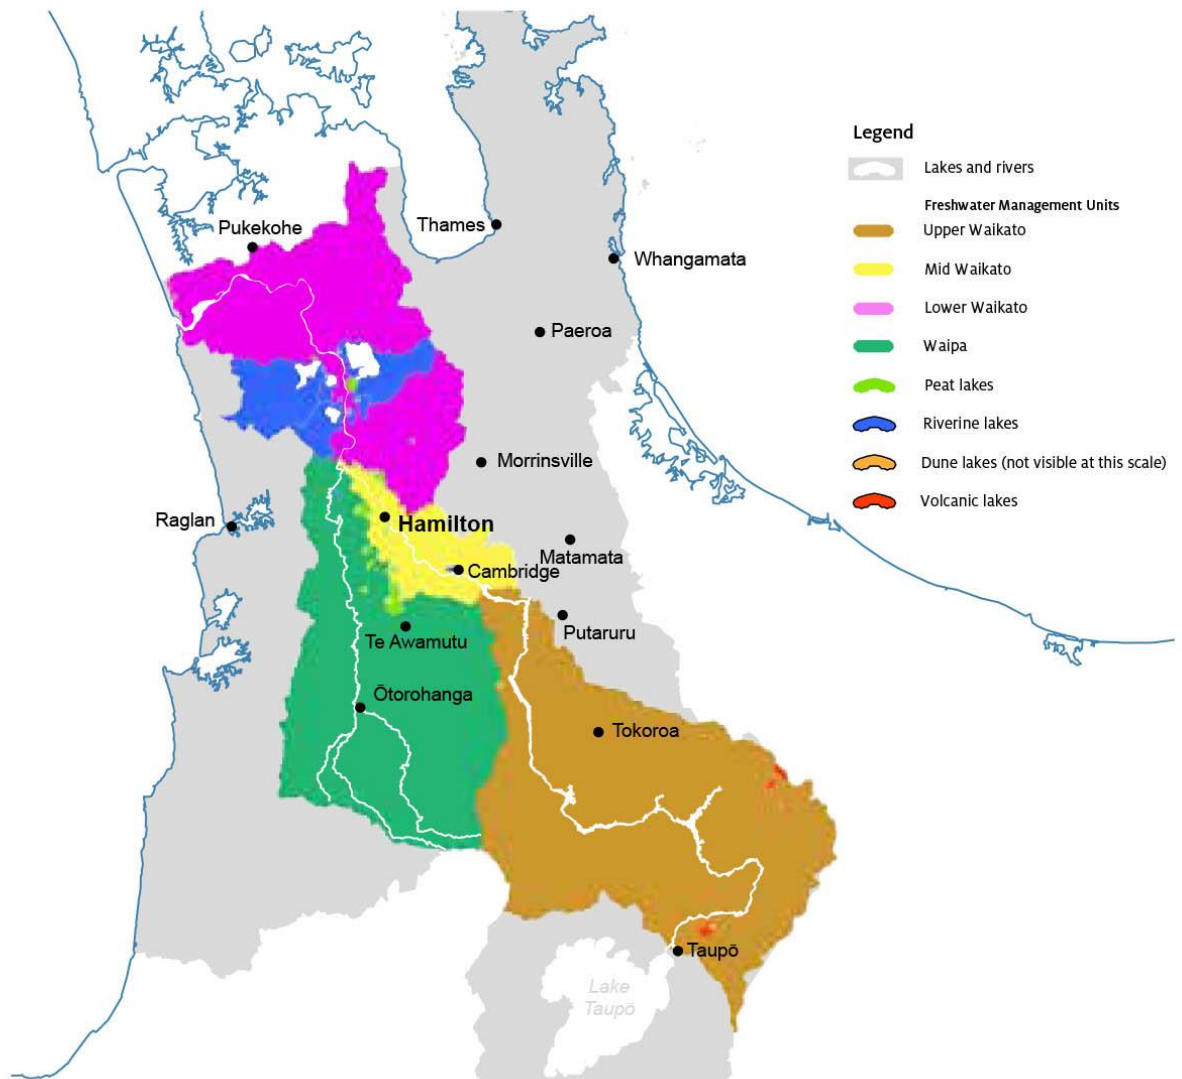 Pukekohe
Thames
Whangamata
Paeroa
Morrinsville
Raglan
Hamilton
Matamata
Cambridge
Putaruru
Te Awamutu
Ōtorohanga
Tokoroa
Taupō
Lake
Taupō
Legend
Lakes and rivers
Freshwater Management Units
Upper Waikato
Mid Waikato
Lower Waikato
Waipa
Peat lakes
Riverine lakes
Dune lakes (not visible at this scale)
Volcanic lakes